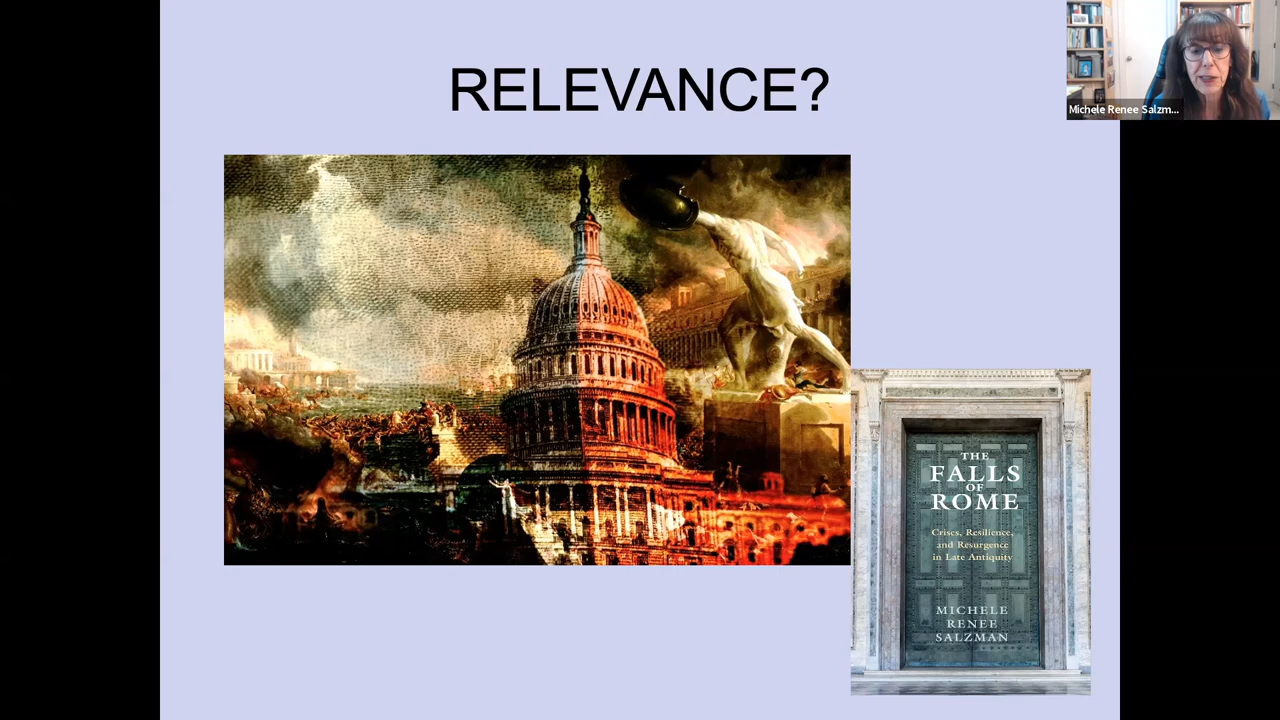 RELEVANCE?
Michele Renee Salzm...
THE
FALLS
OF
ROME
Crises, Resilience,
and Resurgence
in Late Antiquity
MICHELE
RENEE
SALZMAN